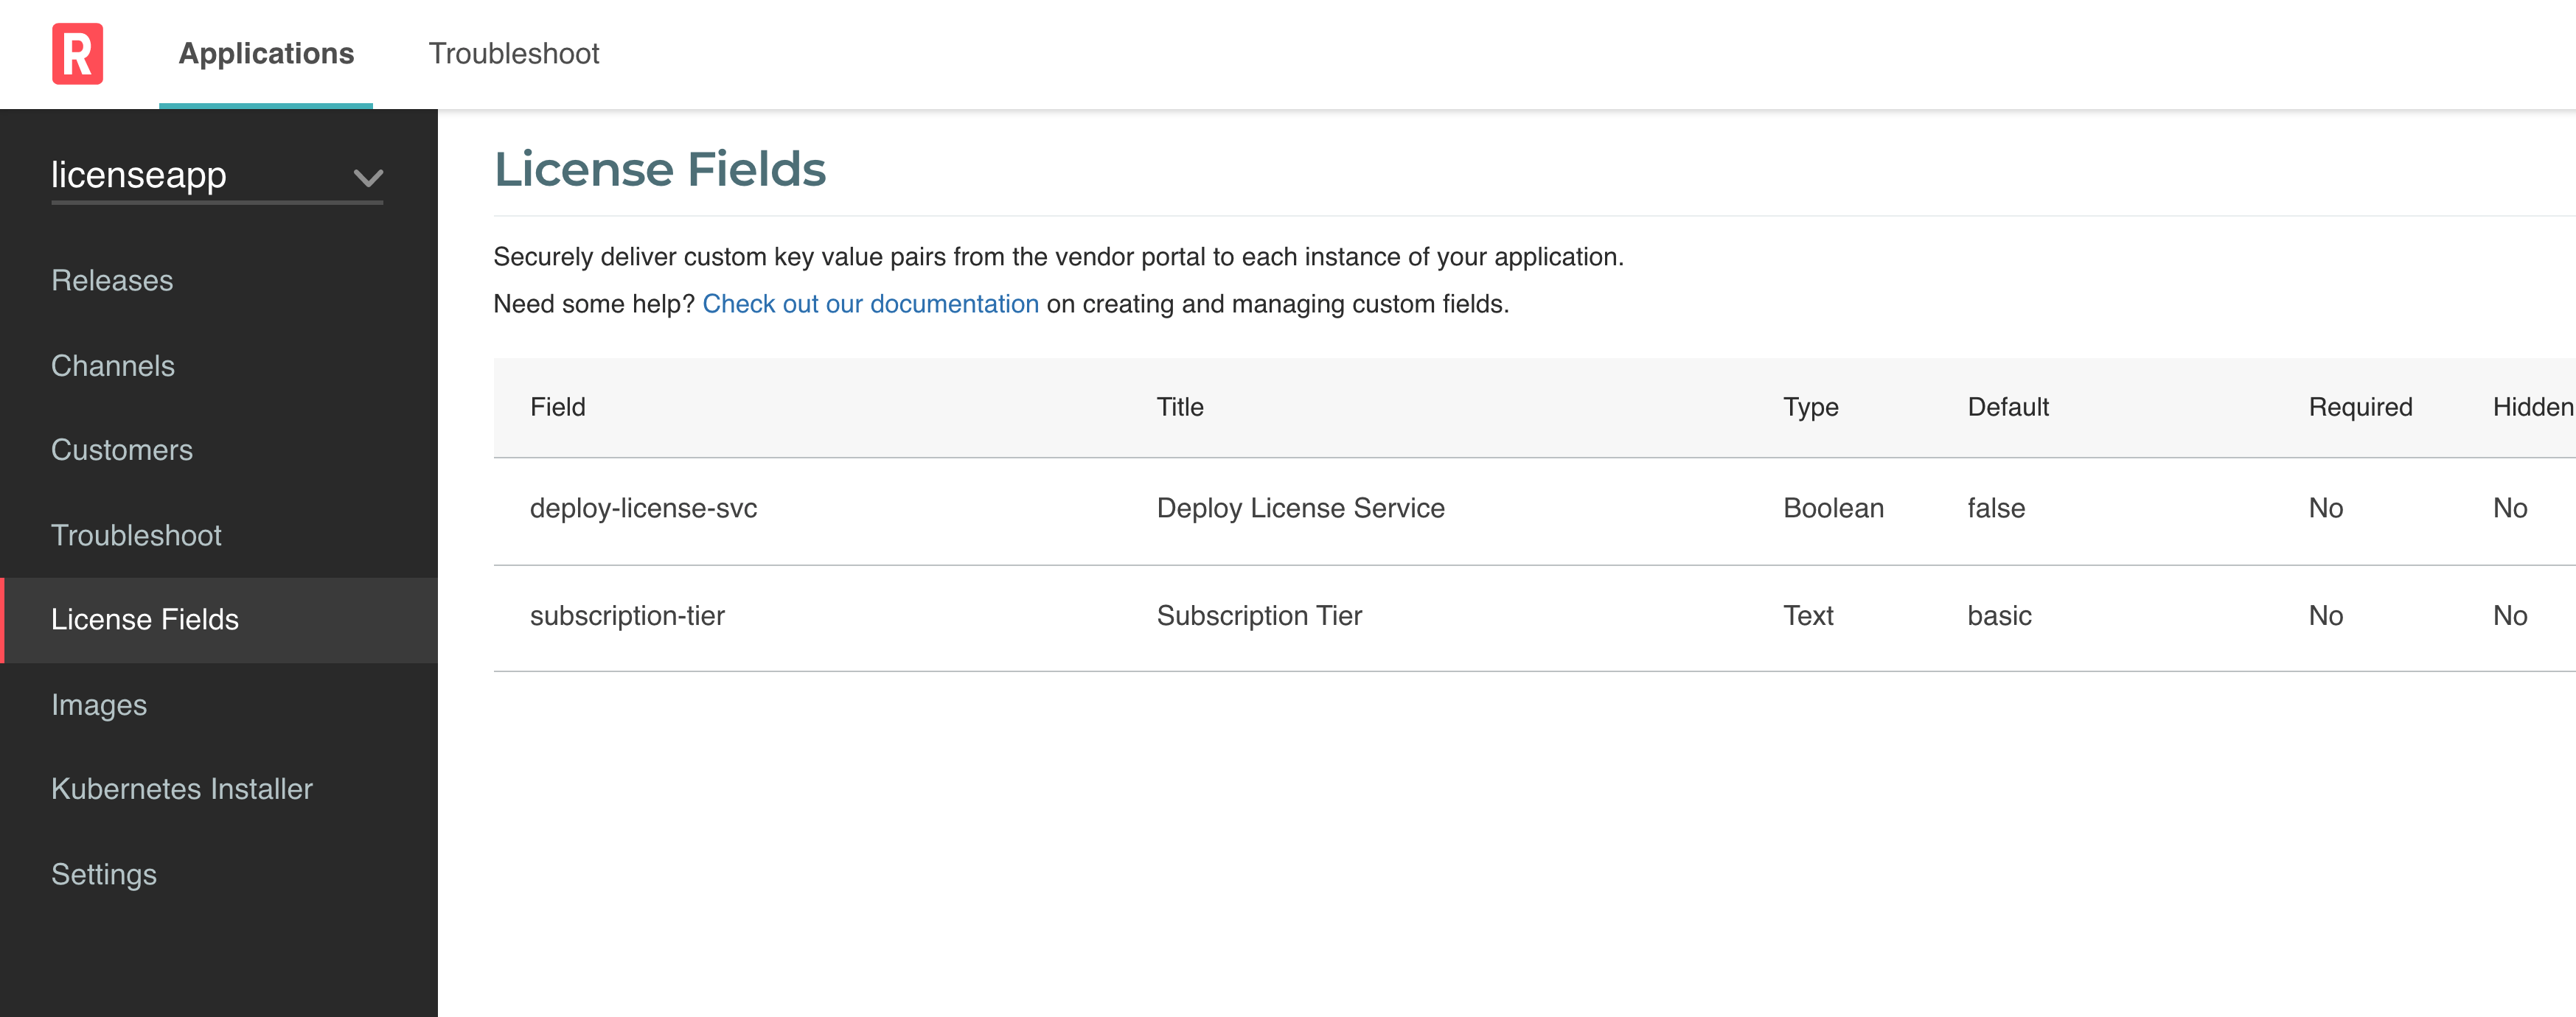 R Applications Troubleshoot
licenseapp
Releases
Channels
Customers
Troubleshoot
License Fields
Images
Kubernetes Installer
Settings
License Fields
Securely deliver custom key value pairs from the vendor portal to each instance of your application.
Need some help? Check out our documentation on creating and managing custom fields.
Field Title Type Default Required Hidden
deploy-license-svc Deploy License Service Boolean false No No
subscription-tier Subscription Tier Text basic No No